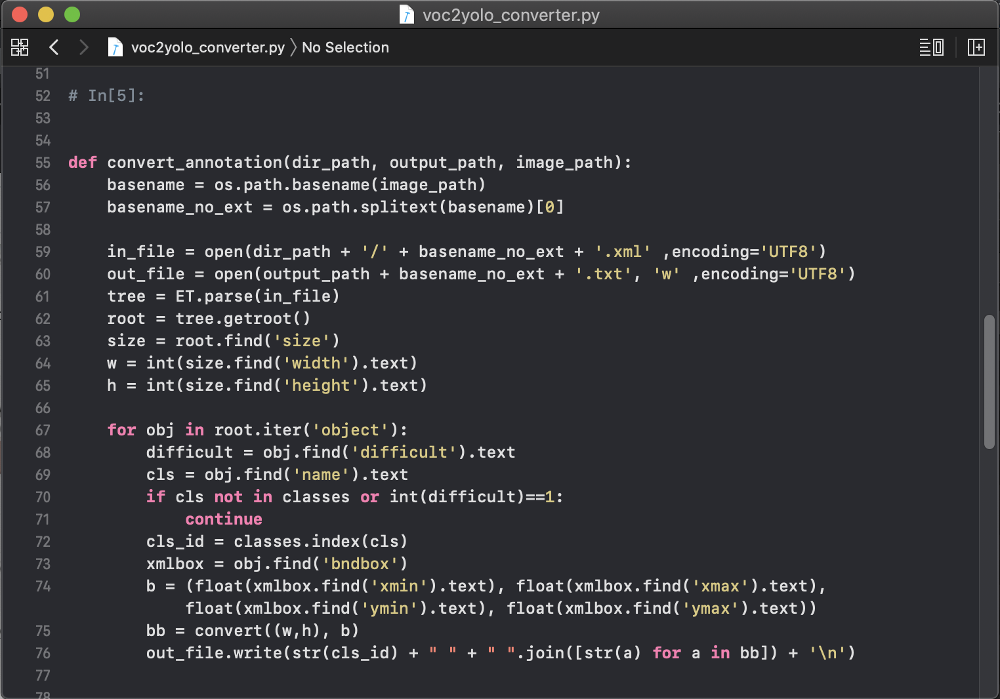 voc2yolo_converter.py
voc2yolo_converter.py 〉 No Selection
51
52 # In[5]:
53
54
55 def convert_annotation(dir_path, output_path, image_path):
56     basename = os.path.basename(image_path)
57     basename_no_ext = os.path.splitext(basename)[0]
58
59     in_file = open(dir_path + '/' + basename_no_ext + '.xml' ,encoding='UTF8')
60     out_file = open(output_path + basename_no_ext + '.txt', 'w' ,encoding='UTF8')
61     tree = ET.parse(in_file)
62     root = tree.getroot()
63     size = root.find('size')
64     w = int(size.find('width').text)
65     h = int(size.find('height').text)
66
67     for obj in root.iter('object'):
68         difficult = obj.find('difficult').text
69         cls = obj.find('name').text
70         if cls not in classes or int(difficult)==1:
71             continue
72         cls_id = classes.index(cls)
73         xmlbox = obj.find('bndbox')
74         b = (float(xmlbox.find('xmin').text), float(xmlbox.find('xmax').text),
            float(xmlbox.find('ymin').text), float(xmlbox.find('ymax').text))
75         bb = convert((w,h), b)
76         out_file.write(str(cls_id) + " " + " ".join([str(a) for a in bb]) + '\n')
77
78